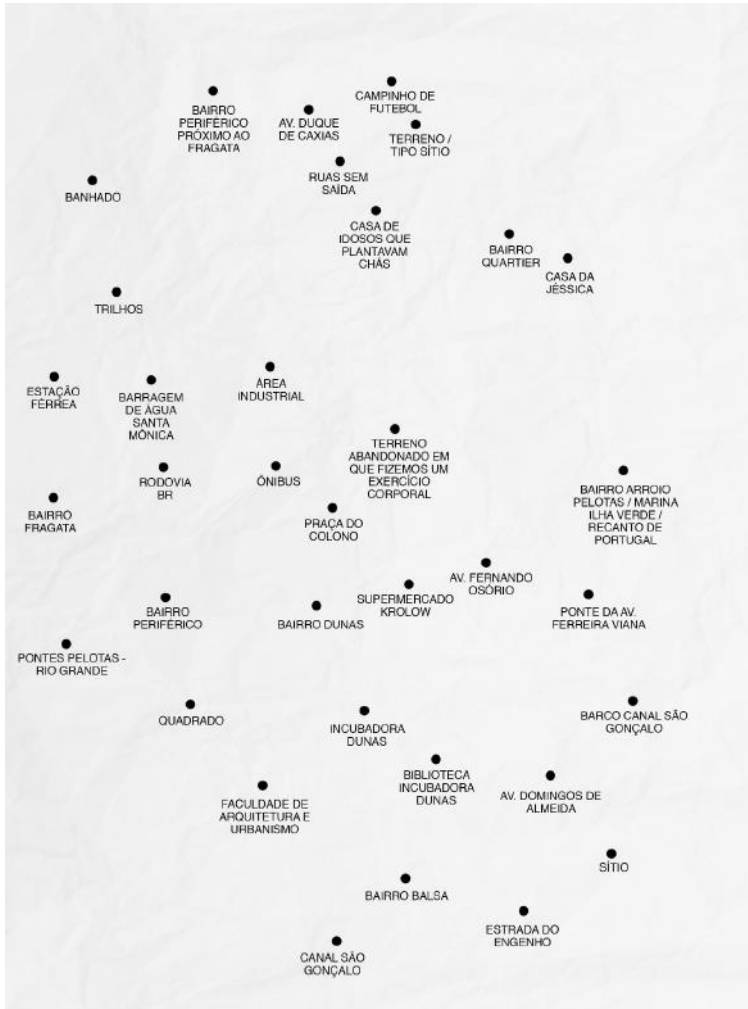 CAMPINHO DE
FUTEBOL
BAIRRO
PERIFÉRICO
PRÓXIMO AO
FRAGATA
AV. DUQUE
DE CAXIAS
TERRENO /
TIPO SÍTIO
RUAS SEM
SAÍDA
BANHADO
CASA DE
IDOSOS QUE
PLANTAVAM
CHÁS
BAIRRO
QUARTIER
CASA DA
JÉSSICA
TRILHOS
ESTAÇÃO
FÉRREA
BARRAGEM
DE ÁGUA
SANTA
MÔNICA
ÁREA
INDUSTRIAL
TERRENO
ABANDONADO EM
QUE FIZEMOS UM
EXERCÍCIO
CORPORAL
RODOVIA
BR
ÔNIBUS
BAIRRO ARROIO
PELOTAS / MARINA
ILHA VERDE /
RECANTO DE
PORTUGAL
BAIRRO
FRAGATA
PRAÇA DO
COLONO
AV. FERNANDO
OSÓRIO
SUPERMERCADO
KROLOW
BAIRRO
PERIFÉRICO
BAIRRO DUNAS
PONTE DA AV.
FERREIRA VIANA
PONTES PELOTAS -
RIO GRANDE
QUADRADO
INCUBADORA
DUNAS
BARCO CANAL SÃO
GONÇALO
BIBLIOTECA
INCUBADORA
DUNAS
FACULDADE DE
ARQUITETURA E
URBANISMO
AV. DOMINGOS DE
ALMEIDA
SÍTIO
BAIRRO BALSA
ESTRADA DO
ENGENHO
CANAL SÃO
GONÇALO